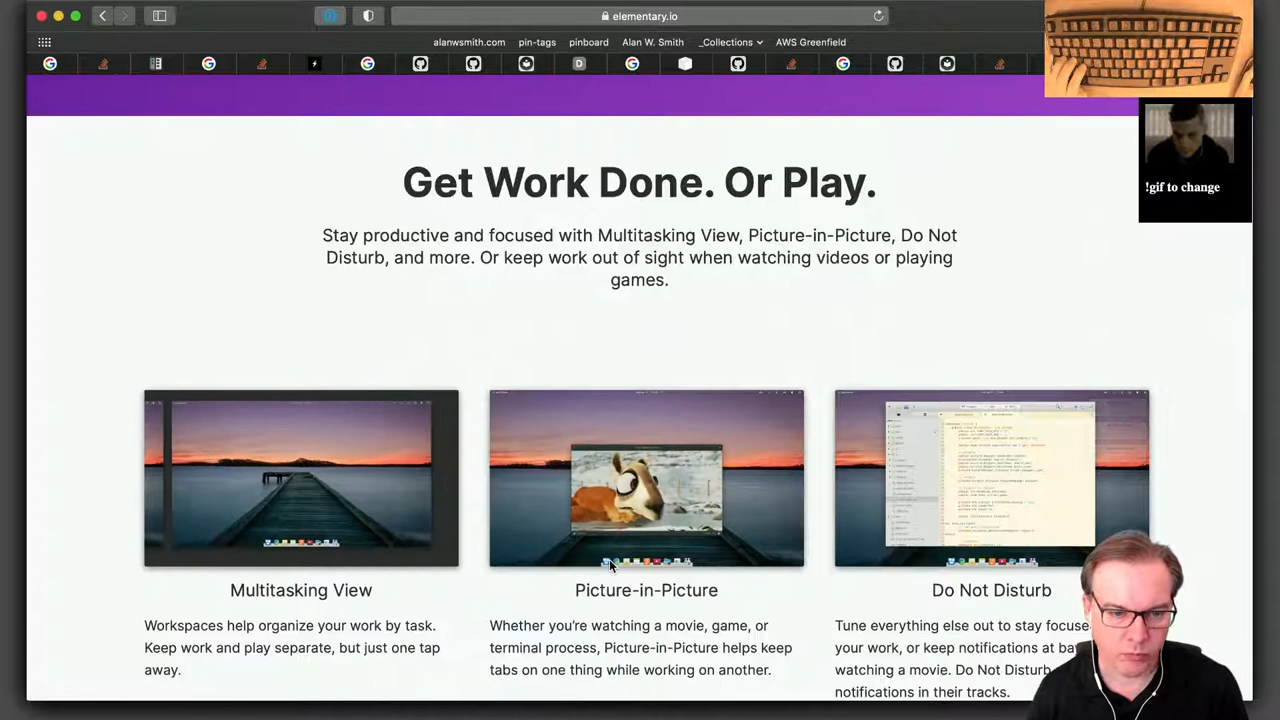 elementary.io
alanwsmith.com
pin-tags
pinboard
Alan W. Smith
_Collections
AWS Greenfield
!gif to change
Get Work Done. Or Play.
Stay productive and focused with Multitasking View, Picture-in-Picture, Do Not
Disturb, and more. Or keep work out of sight when watching videos or playing
games.
Multitasking View
Workspaces help organize your work by task.
Keep work and play separate, but just one tap
away.
Picture-in-Picture
Whether you're watching a movie, game, or
terminal process, Picture-in-Picture helps keep
tabs on one thing while working on another.
Do Not Disturb
Tune everything else out to stay focuse
your work, or keep notifications at ba
watching a movie. Do Not Disturb
notifications in their tracks.